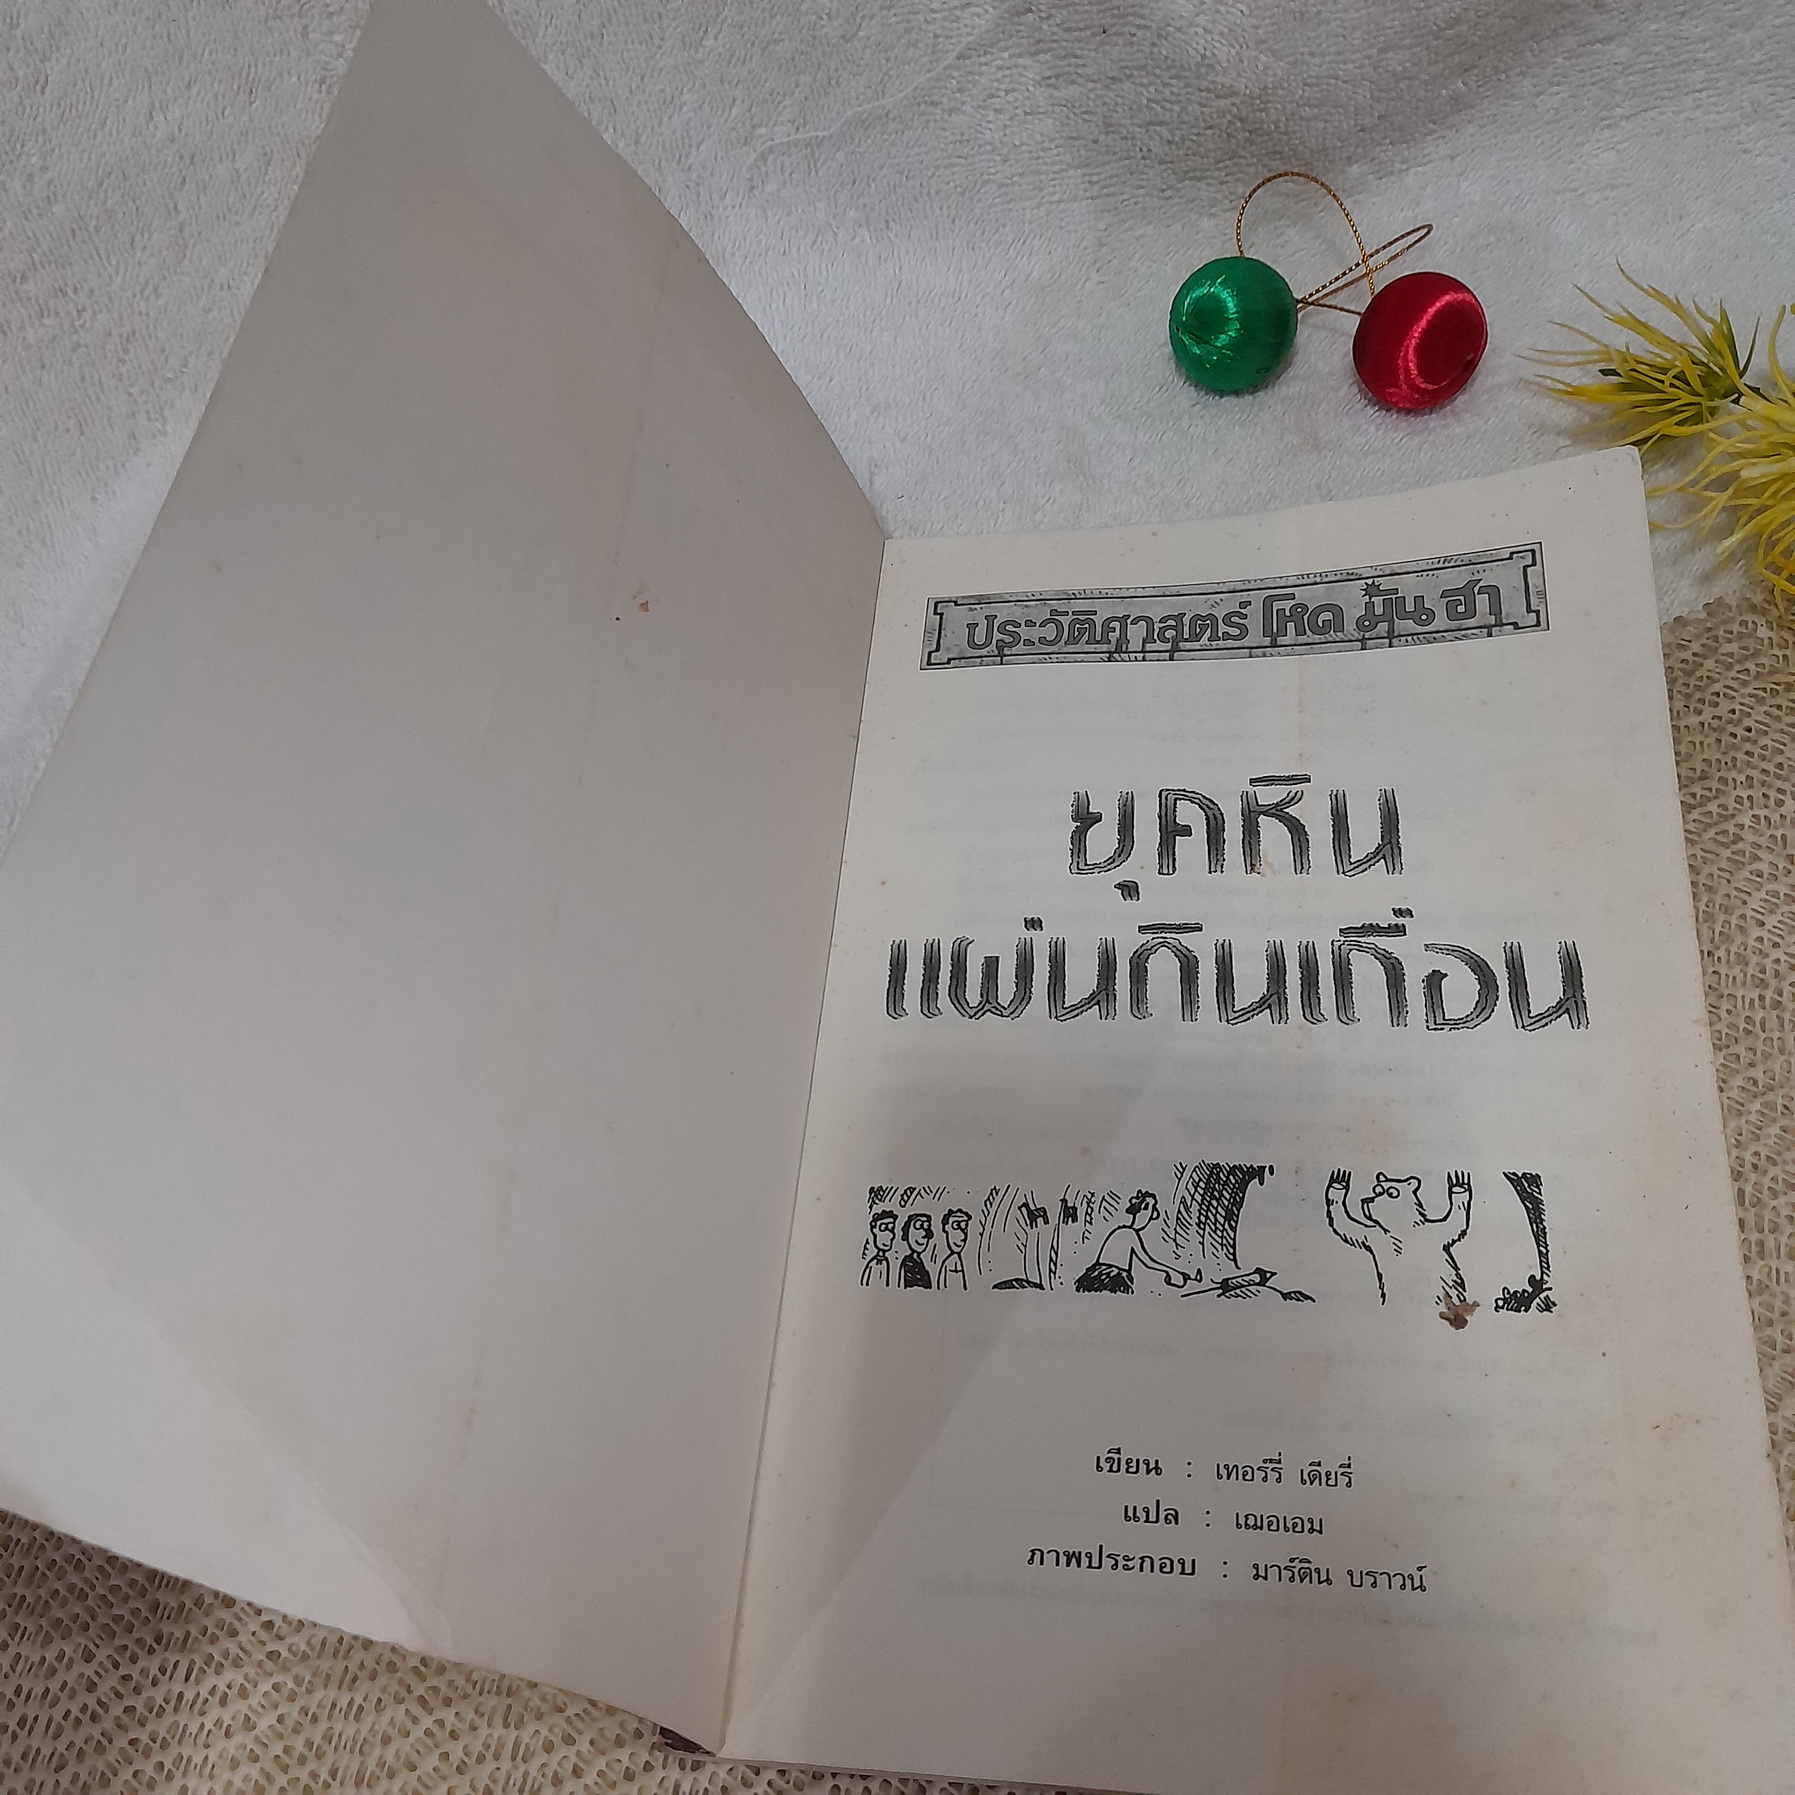 ประวัติศาสตร์ โหด มัน ฮา
ยุคหิน
แผ่นดินเถื่อน
เขียน : เทอร์รี่ เดียรี่
แปล : เฌอเอม
ภาพประกอบ : มาร์ติน บราวน์